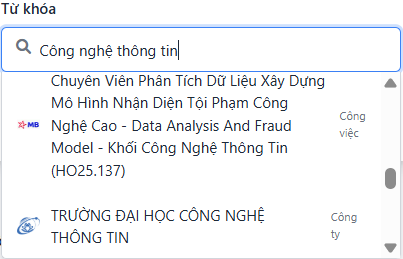 Từ khóa
Công nghệ thông tin
Chuyên Viên Phân Tích Dữ Liệu Xây Dựng
Mô Hình Nhận Diện Tội Phạm Công
Nghệ Cao - Data Analysis And Fraud
Model - Khối Công Nghệ Thông Tin
(HO25.137)
MB
Công
việc
TRƯỜNG ĐẠI HỌC CÔNG NGHỆ
THÔNG TIN
Công
ty